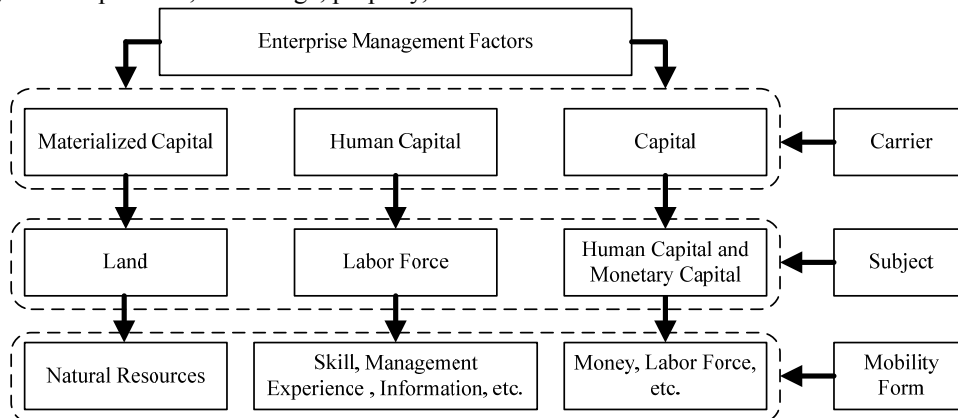 Enterprise Management Factors
Materialized Capital
Human Capital
Capital
Carrier
Land
Labor Force
Human Capital and
Monetary Capital
Subject
Natural Resources
Skill, Management
Experience , Information, etc.
Money, Labor Force,
etc.
Mobility
Form